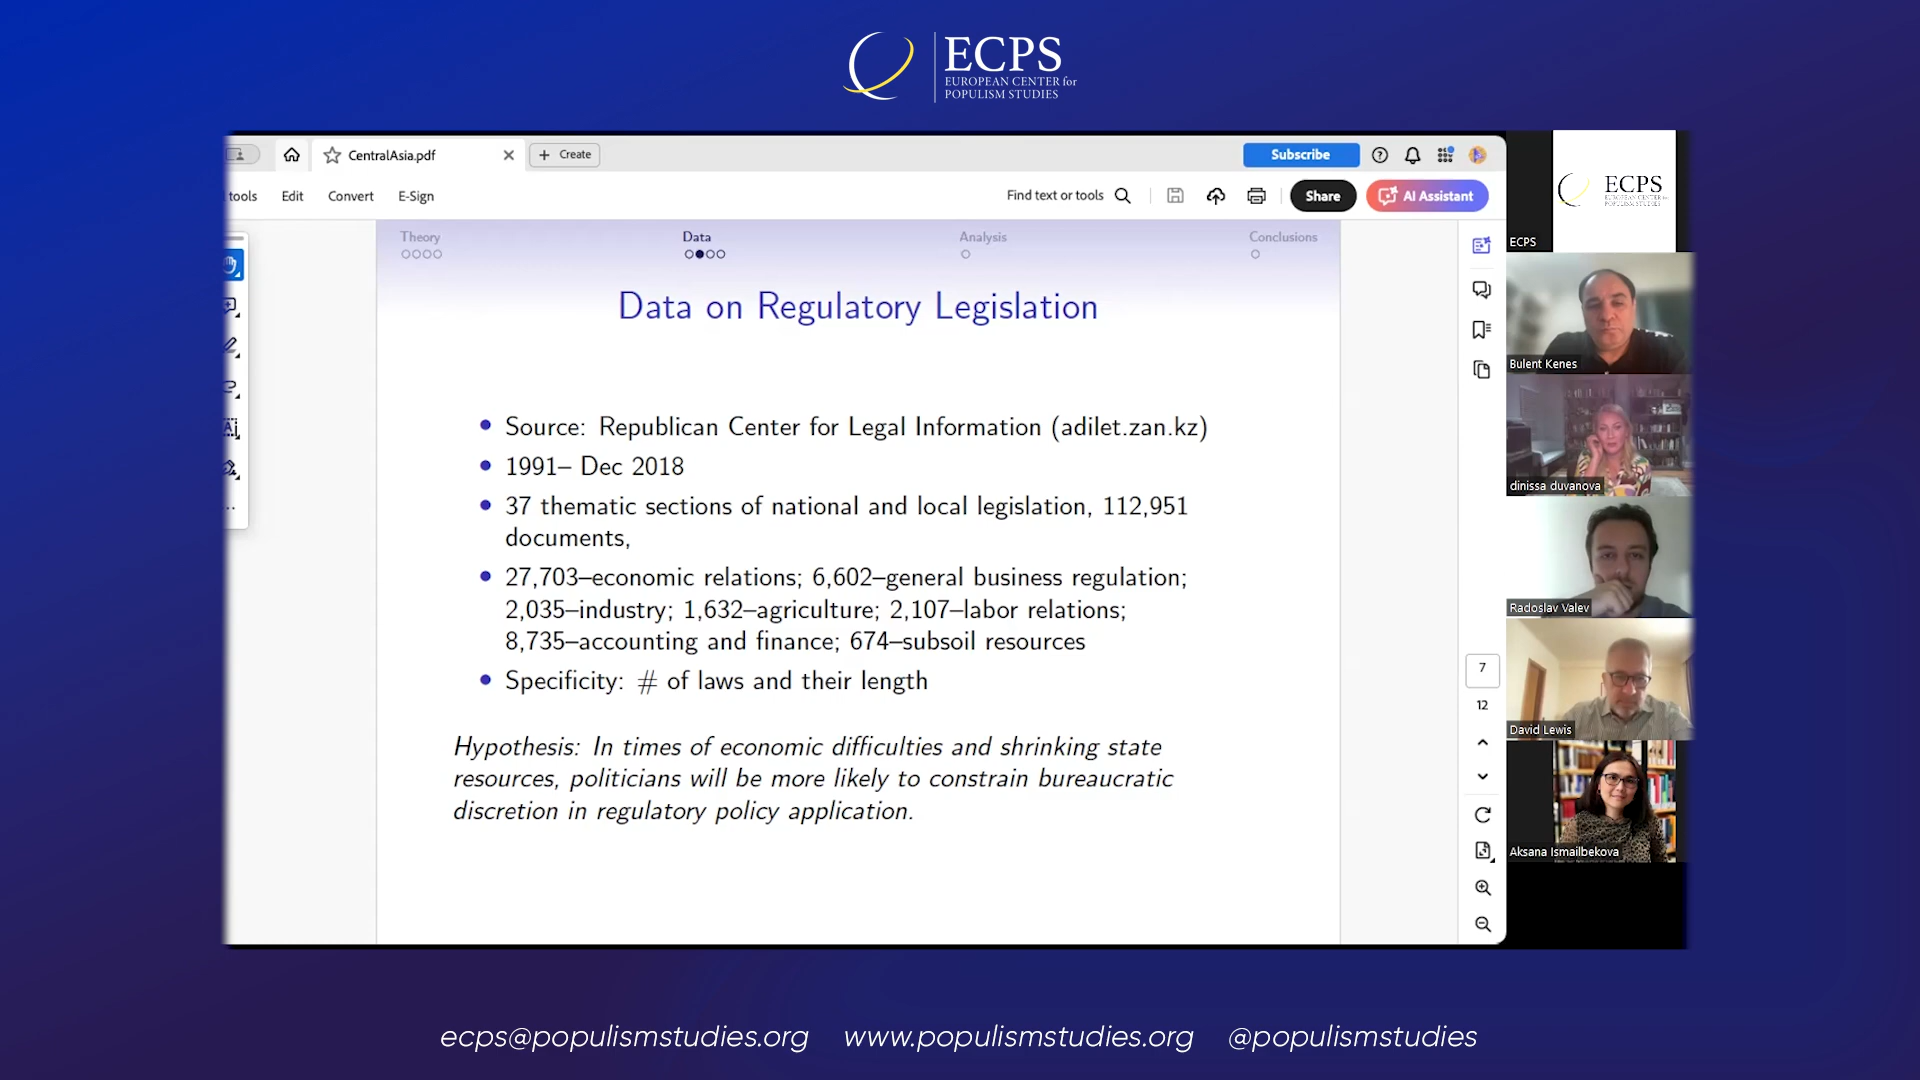 ECPS
EUROPEAN CENTER for
POPULISM STUDIES
CentralAsia.pdf
Create
Subscribe
tools
Edit
Convert
E-Sign
Find text or tools
Share
AI Assistant
Theory
Data
Analysis
Conclusions
Data on Regulatory Legislation
Source: Republican Center for Legal Information (adilet.zan.kz)
1991– Dec 2018
37 thematic sections of national and local legislation, 112,951
documents,
27,703–economic relations; 6,602–general business regulation;
2,035–industry; 1,632–agriculture; 2,107–labor relations;
8,735–accounting and finance; 674–subsoil resources
Specificity: # of laws and their length
Hypothesis: In times of economic difficulties and shrinking state
resources, politicians will be more likely to constrain bureaucratic
discretion in regulatory policy application.
7
12
ECPS
EUROPEAN CENTER for
POPULISM STUDIES
ECPS
Bulent Kenes
dinissa duvanova
Radoslav Valev
David Lewis
Aksana Ismailbekova
ecps@populismstudies.org
www.populismstudies.org
@populismstudies